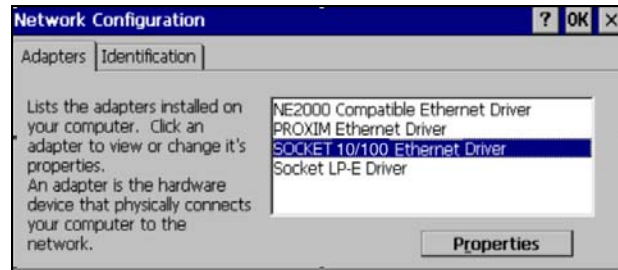 Network Configuration ? OK ×
Adapters Identification
Lists the adapters installed on
your computer. Click an
adapter to view or change it's
properties.
An adapter is the hardware
device that physically connects
your computer to the
network.
NE2000 Compatible Ethernet Driver
PROXIM Ethernet Driver
SOCKET 10/100 Ethernet Driver
Socket LP-E Driver
Properties